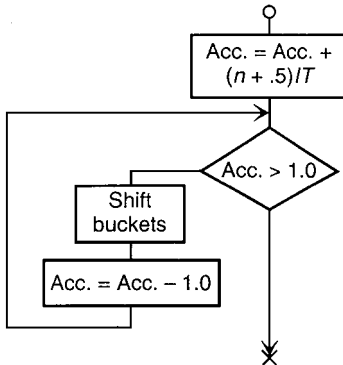 Acc. = Acc. +
(n + .5)/T
Acc. > 1.0
Shift
buckets
Acc. = Acc. – 1.0